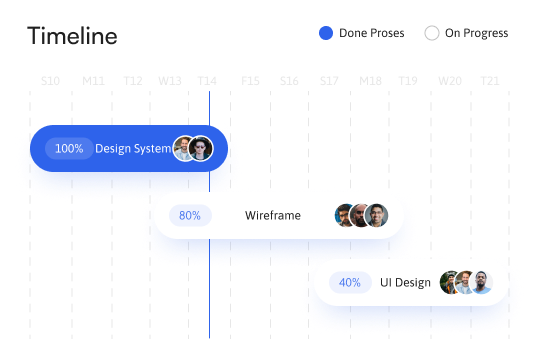 Timeline
Done Proses On Progress
S10 M11 T12 W13 T14 F15 S16 S17 M18 T19 W20 T21
100% Design System
80% Wireframe
40% UI Design